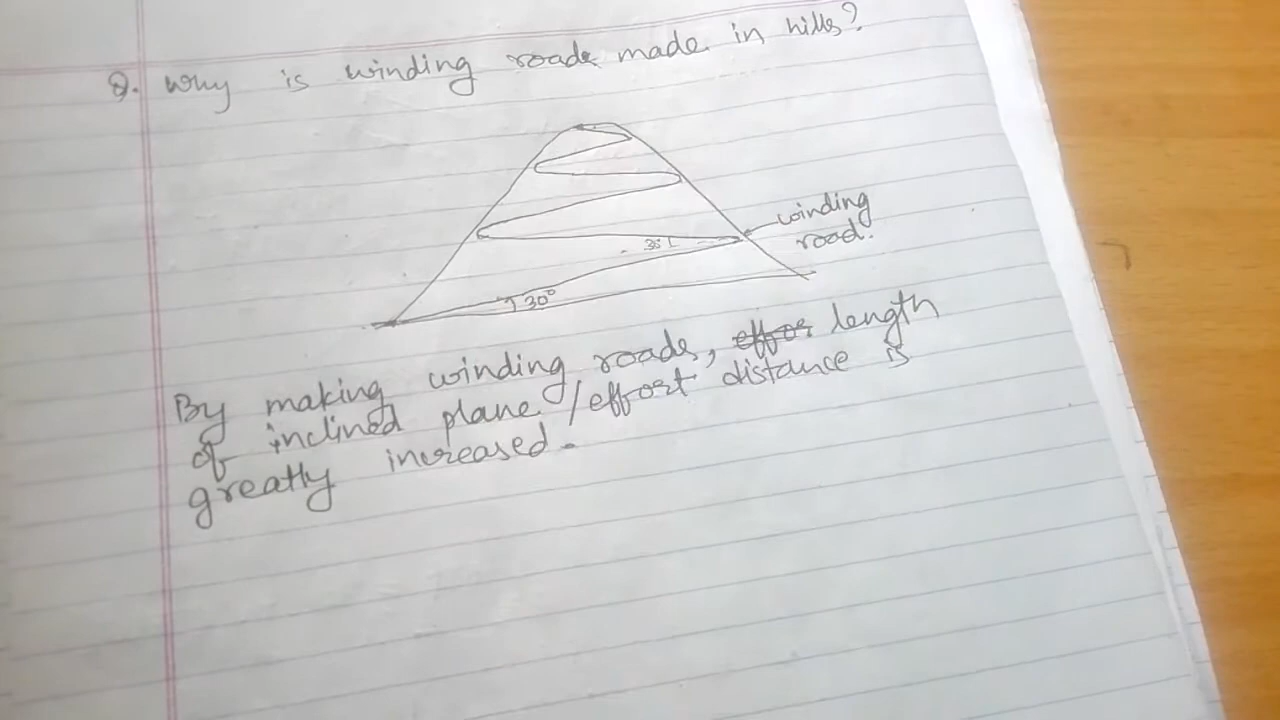 Q. Why is winding roads made in hills?
winding
road.
30°
30°
By making winding roads, length
of inclined plane / effort distance is
greatly increased.